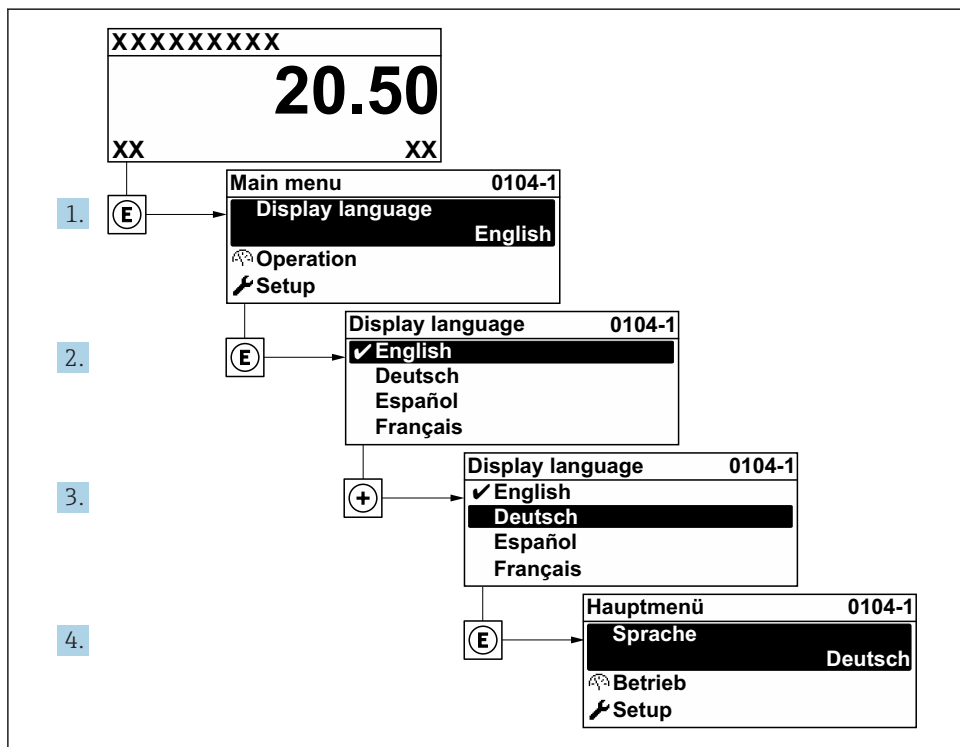 XXXXXXXXX
20.50
XX XX
1. E
Main menu 0104-1
Display language
English
Operation
Setup
2. E
Display language 0104-1
✔English
Deutsch
Español
Français
3. +
Display language 0104-1
✔English
Deutsch
Español
Français
4. E
Hauptmenü 0104-1
Sprache
Deutsch
Betrieb
Setup